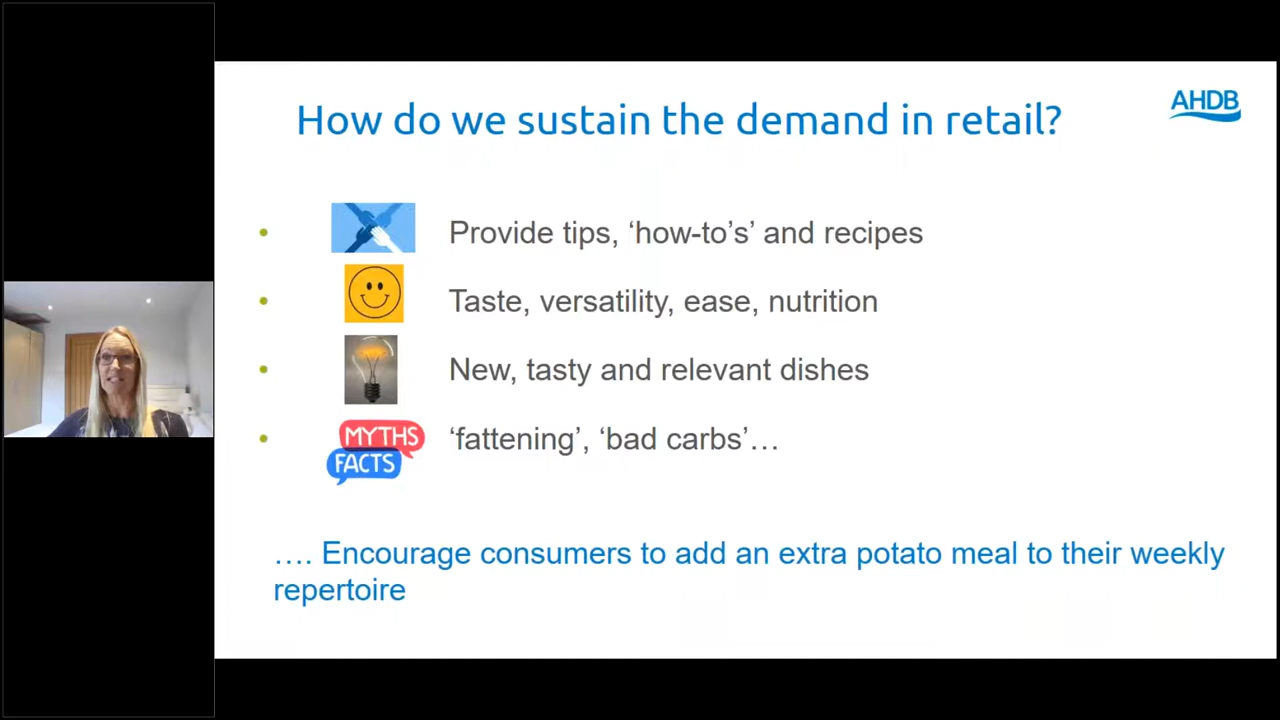 How do we sustain the demand in retail?
AHDB
• Provide tips, ‘how-to’s’ and recipes
• Taste, versatility, ease, nutrition
• New, tasty and relevant dishes
• MYTHS
FACTS
‘fattening’, ‘bad carbs’…
…. Encourage consumers to add an extra potato meal to their weekly
repertoire